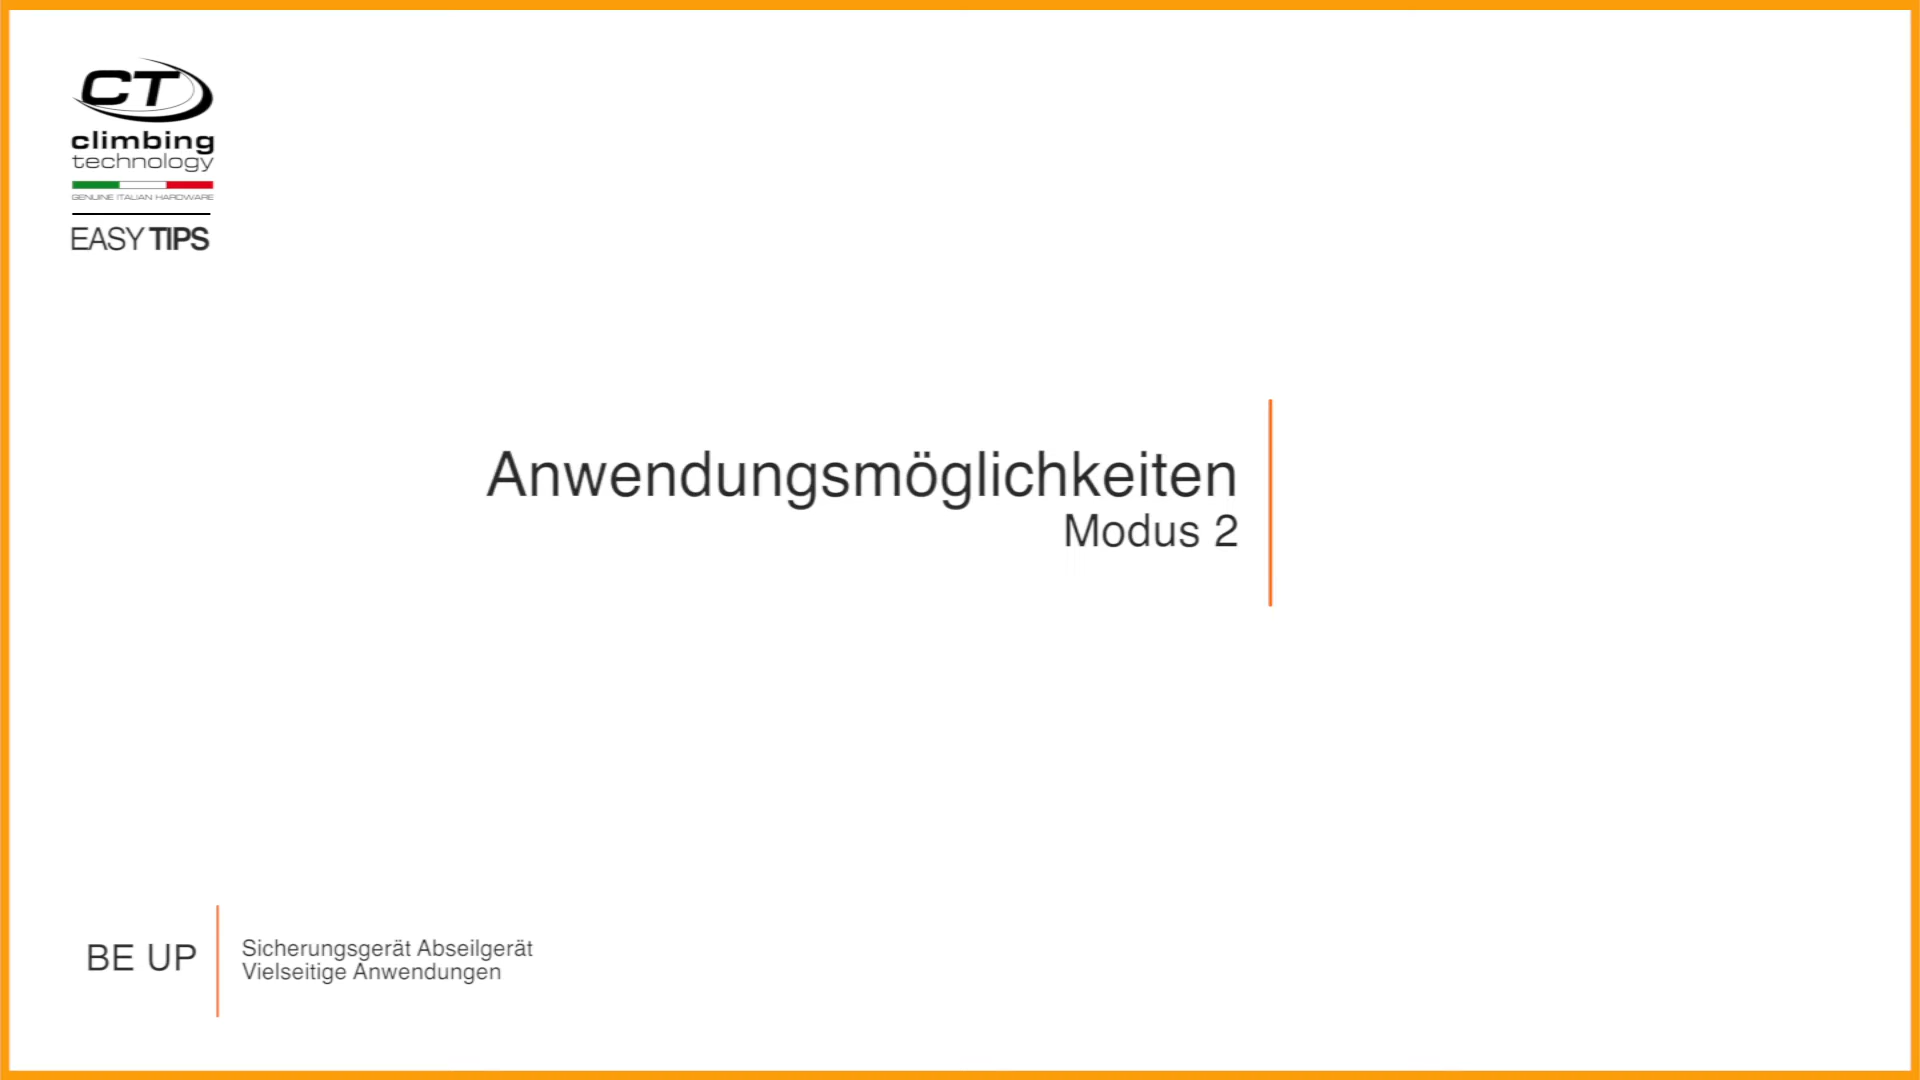 CT
climbing
technology
GENUINE ITALIAN HARDWARE
EASY TIPS
Anwendungsmöglichkeiten
Modus 2
BE UP
Sicherungsgerät Abseilgerät
Vielseitige Anwendungen